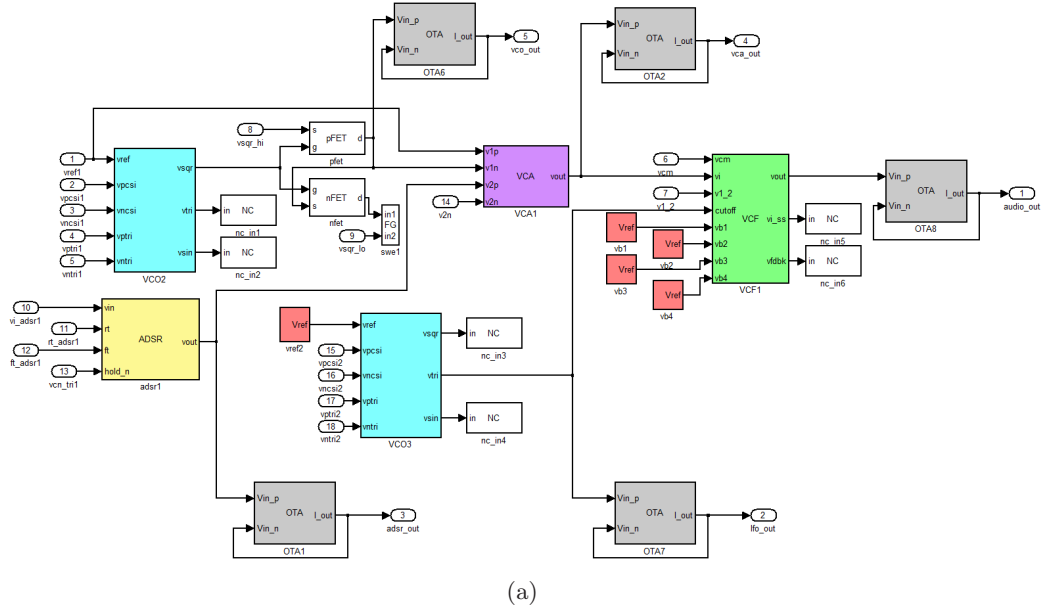 Vin_p
OTA
I_out
Vin_n
OTA6
5
vco_out
Vin_p
OTA
I_out
Vin_n
OTA2
4
vca_out
8
vsqr_hi
s
pFET
d
g
pfet
1
vref1
2
vpcsi1
3
vncsi1
4
vptri1
5
vntri1
vref
vpcsi
vncsi
vptri
vntri
vsqr
vtri
vsin
VCO2
in NC
nc_in1
in NC
nc_in2
g
nFET
d
s
nfet
in1
FG
in2
swe1
9
vsqr_lo
v1p
v1n
v2p
v2n
VCA
vout
VCA1
14
v2n
6
vcm
7
v1_2
vcm
vi
v1_2
cutoff
vb1
vb2
vb3
vb4
VCF
vout
vi_ss
vfdbk
VCF1
Vref
vb1
Vref
vb2
Vref
vb3
Vref
vb4
in NC
nc_in5
in NC
nc_in6
Vin_p
OTA
I_out
Vin_n
OTA8
1
audio_out
10
vi_adsr1
11
rt_adsr1
12
ft_adsr1
13
vcn_tri1
vin
rt
ft
hold_n
ADSR
vout
adsr1
Vref
vref2
15
vpcsi2
16
vncsi2
17
vptri2
18
vntri2
vref
vpcsi
vncsi
vptri
vntri
vsqr
vtri
vsin
VCO3
in NC
nc_in3
in NC
nc_in4
Vin_p
OTA
I_out
Vin_n
OTA1
3
adsr_out
Vin_p
OTA
I_out
Vin_n
OTA7
2
lfo_out
(a)